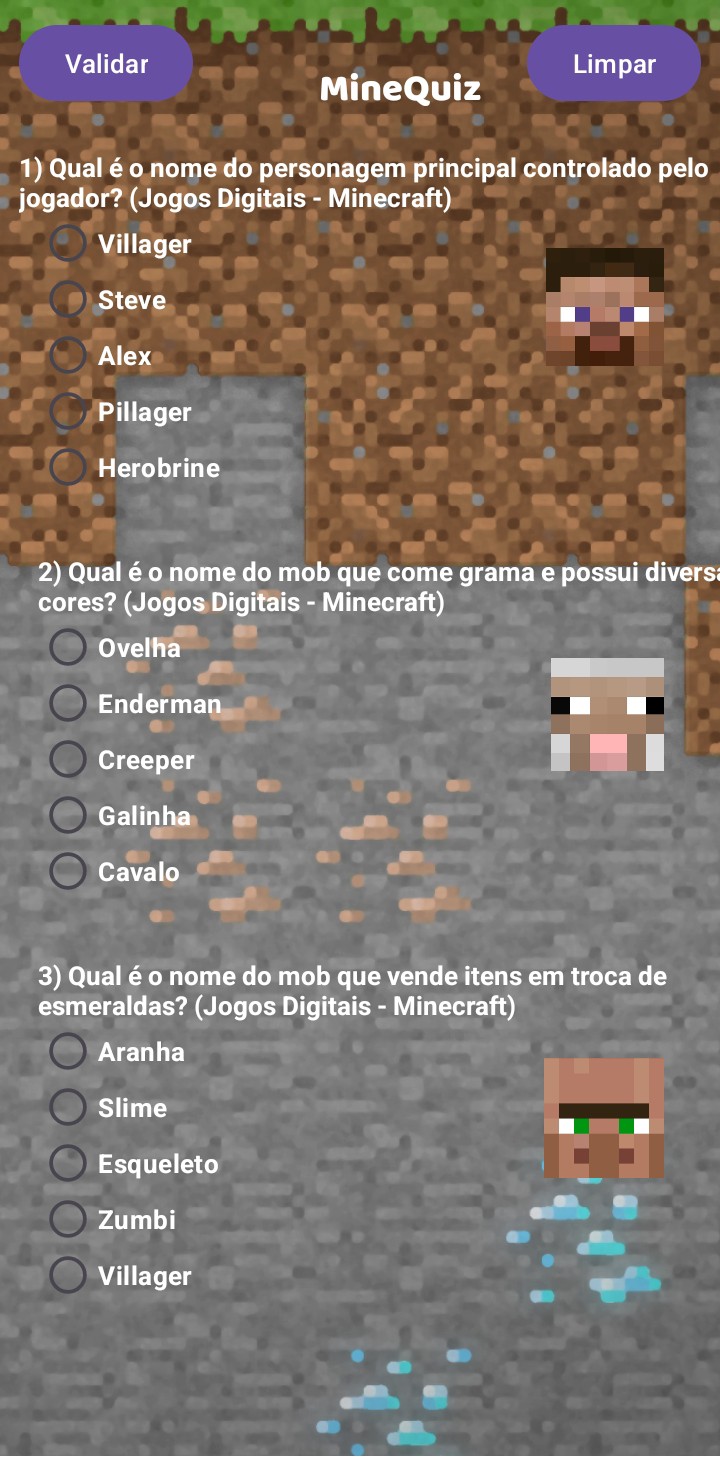 Validar
MineQuiz
Limpar
1) Qual é o nome do personagem principal controlado pelo
jogador? (Jogos Digitais - Minecraft)
Villager
Steve
Alex
Pillager
Herobrine
2) Qual é o nome do mob que come grama e possui diversa
cores? (Jogos Digitais - Minecraft)
Ovelha
Enderman
Creeper
Galinha
Cavalo
3) Qual é o nome do mob que vende itens em troca de
esmeraldas? (Jogos Digitais - Minecraft)
Aranha
Slime
Esqueleto
Zumbi
Villager